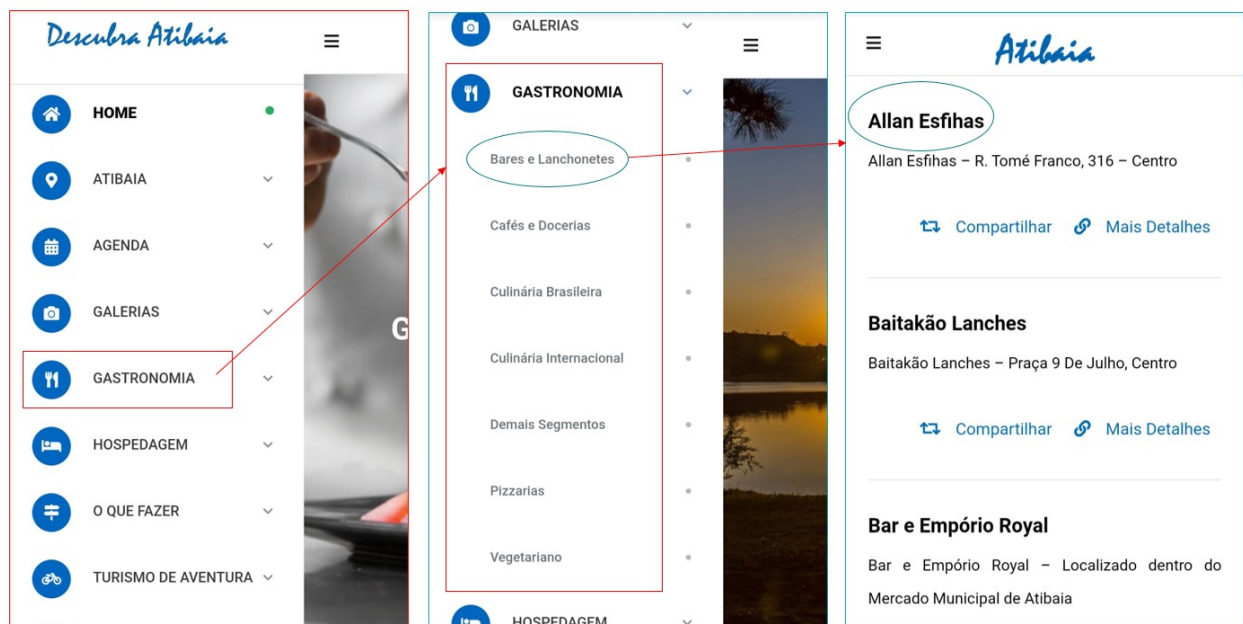 Descubra Atibaia
HOME
ATIBAIA
AGENDA
GALERIAS
GASTRONOMIA
HOSPEDAGEM
O QUE FAZER
TURISMO DE AVENTURA
G
GALERIAS
GASTRONOMIA
Bares e Lanchonetes
Cafés e Docerias
Culinária Brasileira
Culinária Internacional
Demais Segmentos
Pizzarias
Vegetariano
HOSPEDAGEM
Atibaia
Allan Esfihas
Allan Esfihas – R. Tomé Franco, 316 – Centro
Compartilhar Mais Detalhes
Baitakão Lanches
Baitakão Lanches – Praça 9 De Julho, Centro
Compartilhar Mais Detalhes
Bar e Empório Royal
Bar e Empório Royal – Localizado dentro do
Mercado Municipal de Atibaia